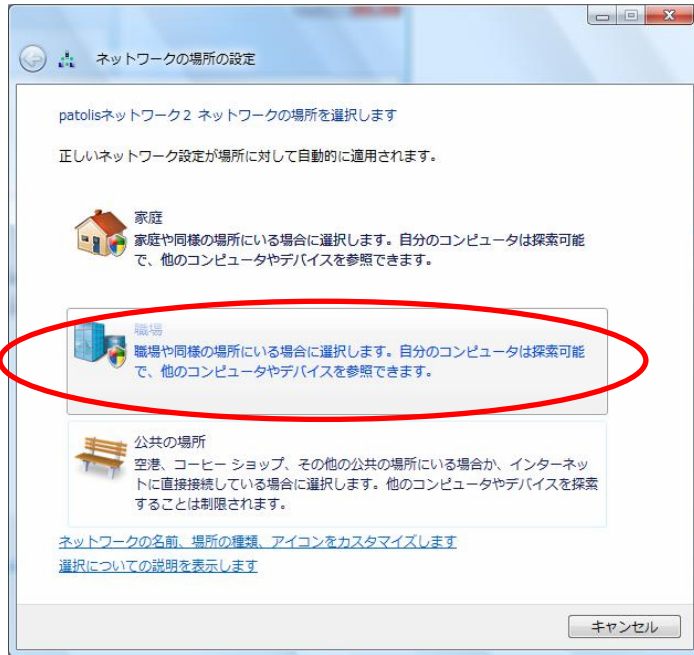 ネットワークの場所の設定
patolisネットワーク2 ネットワークの場所を選択します
正しいネットワーク設定が場所に対して自動的に適用されます。
家庭
家庭や同様の場所にいる場合に選択します。自分のコンピュータは探索可能
で、他のコンピュータやデバイスを参照できます。
職場
職場や同様の場所にいる場合に選択します。自分のコンピュータは探索可能
で、他のコンピュータやデバイスを参照できます。
公共の場所
空港、コーヒー ショップ、その他の公共の場所にいる場合か、インターネッ
トに直接接続している場合に選択します。他のコンピュータやデバイスを探索
することは制限されます。
ネットワークの名前、場所の種類、アイコンをカスタマイズします
選択についての説明を表示します
キャンセル